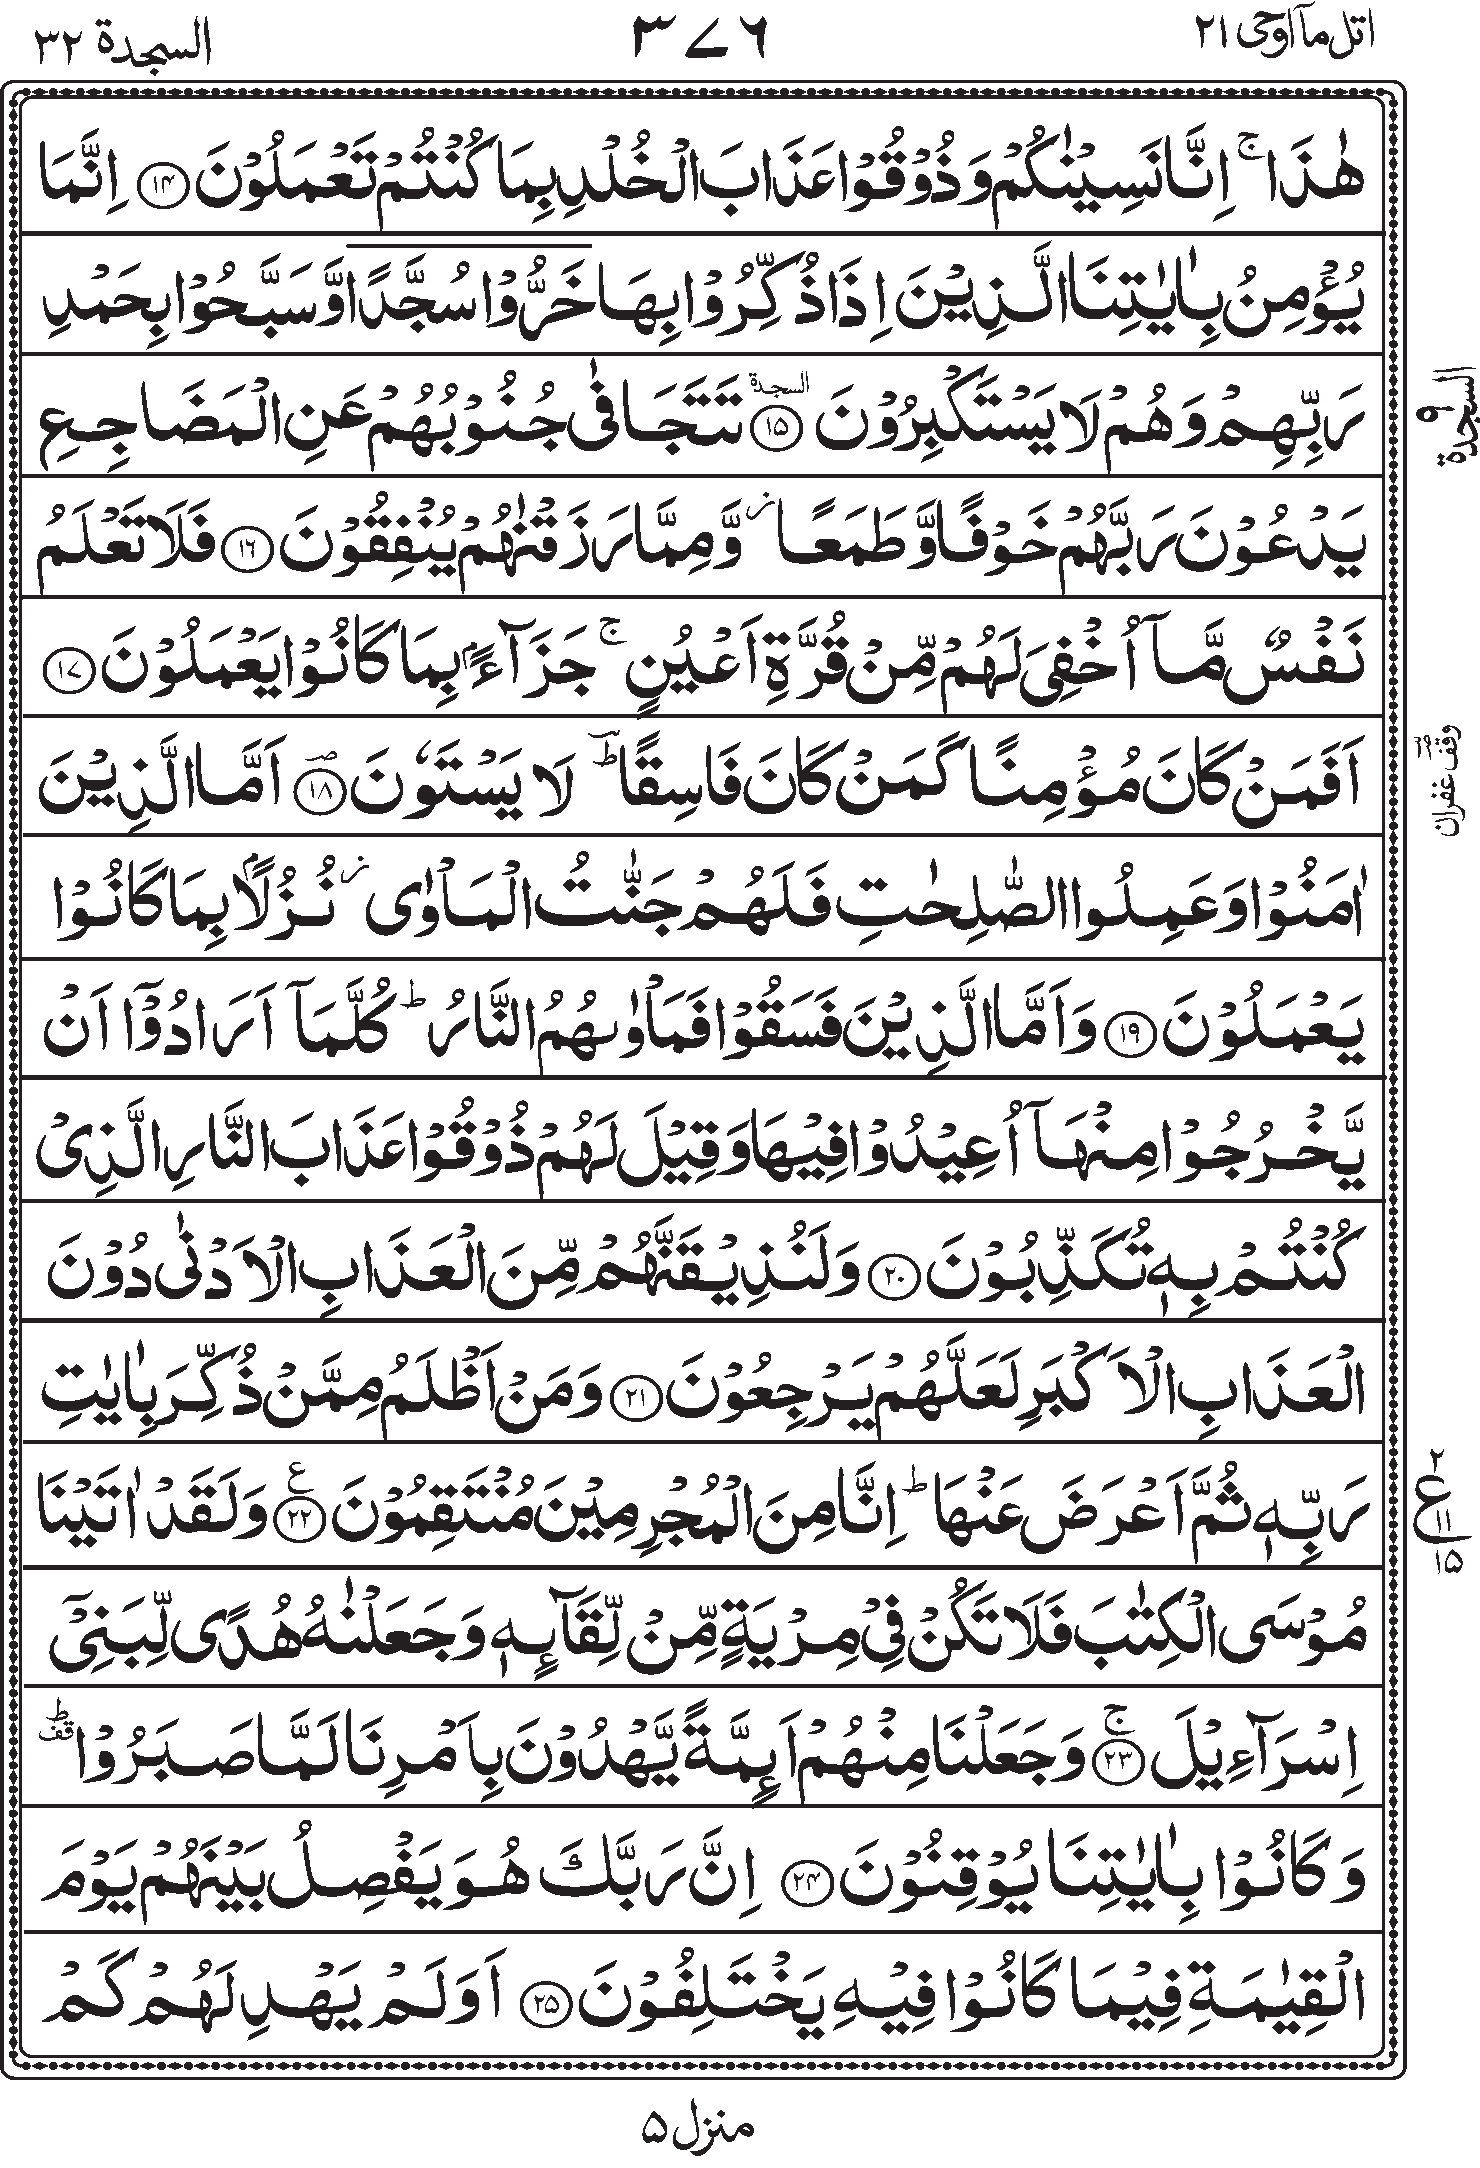 اتل مآ اوحی ۲۱
۳۷۶
السجدة ۳۲
هٰذَا ۚ اِنَّا نَسِيْنٰكُمْ وَذُوْقُوْا عَذَابَ الْخُلْدِ بِمَا كُنْتُمْ تَعْمَلُوْنَ ۝۱۴ اِنَّمَا
يُؤْمِنُ بِاٰيٰتِنَا الَّذِيْنَ اِذَا ذُكِّرُوْا بِهَا خَرُّوْا سُجَّدًا وَّسَبَّحُوْا بِحَمْدِ
رَبِّهِمْ وَهُمْ لَا يَسْتَكْبِرُوْنَ ۝۱۵ السجدة تَتَجَافٰى جُنُوْبُهُمْ عَنِ الْمَضَاجِعِ
السجدة ۹
يَدْعُوْنَ رَبَّهُمْ خَوْفًا وَّطَمَعًا ز وَّمِمَّا رَزَقْنٰهُمْ يُنْفِقُوْنَ ۝۱۶ فَلَا تَعْلَمُ
نَفْسٌ مَّآ اُخْفِيَ لَهُمْ مِّنْ قُرَّةِ اَعْيُنٍ ۚ جَزَآءًۢ بِمَا كَانُوْا يَعْمَلُوْنَ ۝۱۷
اَفَمَنْ كَانَ مُؤْمِنًا كَمَنْ كَانَ فَاسِقًا ؕ لَا يَسْتَوٗنَ ۝۱۸ صـ اَمَّا الَّذِيْنَ
وقف غفران
اٰمَنُوْا وَعَمِلُوا الصّٰلِحٰتِ فَلَهُمْ جَنّٰتُ الْمَاْوٰى ز نُزُلًاۢ بِمَا كَانُوْا
يَعْمَلُوْنَ ۝۱۹ وَاَمَّا الَّذِيْنَ فَسَقُوْا فَمَاْوٰىهُمُ النَّارُ ؕ كُلَّمَآ اَرَادُوْٓا اَنْ
يَّخْرُجُوْا مِنْهَآ اُعِيْدُوْا فِيْهَا وَقِيْلَ لَهُمْ ذُوْقُوْا عَذَابَ النَّارِ الَّذِيْ
كُنْتُمْ بِهٖ تُكَذِّبُوْنَ ۝۲۰ وَلَنُذِيْقَنَّهُمْ مِّنَ الْعَذَابِ الْاَدْنٰى دُوْنَ
الْعَذَابِ الْاَكْبَرِ لَعَلَّهُمْ يَرْجِعُوْنَ ۝۲۱ وَمَنْ اَظْلَمُ مِمَّنْ ذُكِّرَ بِاٰيٰتِ
رَبِّهٖ ثُمَّ اَعْرَضَ عَنْهَا ؕ اِنَّا مِنَ الْمُجْرِمِيْنَ مُنْتَقِمُوْنَ ۝۲۲ ع وَلَقَدْ اٰتَيْنَا
۲ ع ۱۱ ۱۵
مُوْسَى الْكِتٰبَ فَلَا تَكُنْ فِيْ مِرْيَةٍ مِّنْ لِّقَآىِٕهٖ وَجَعَلْنٰهُ هُدًى لِّبَنِيْٓ
اِسْرَآءِيْلَ ۝۲۳ ۚ وَجَعَلْنَا مِنْهُمْ اَىِٕمَّةً يَّهْدُوْنَ بِاَمْرِنَا لَمَّا صَبَرُوْا ؕ قف
وَكَانُوْا بِاٰيٰتِنَا يُوْقِنُوْنَ ۝۲۴ اِنَّ رَبَّكَ هُوَ يَفْصِلُ بَيْنَهُمْ يَوْمَ
الْقِيٰمَةِ فِيْمَا كَانُوْا فِيْهِ يَخْتَلِفُوْنَ ۝۲۵ اَوَلَمْ يَهْدِ لَهُمْ كَمْ
منزل ۵